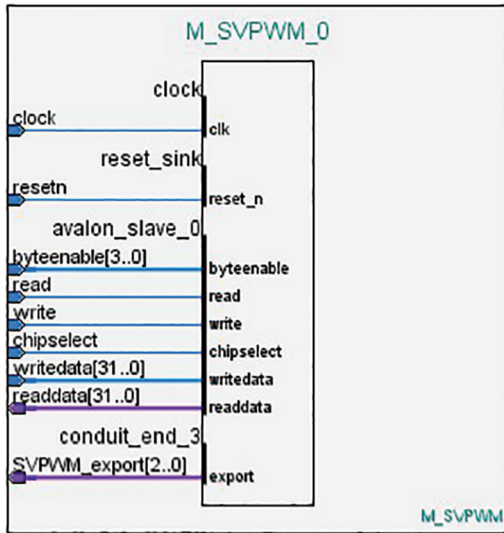 M_SVPWM_0
clock
clock
clk
reset_sink
resetn
reset_n
avalon_slave_0
byteenable[3..0]
byteenable
read
read
write
write
chipselect
chipselect
writedata[31..0]
writedata
readdata[31..0]
readdata
conduit_end_3
SVPWM_export[2..0]
export
M_SVPWM